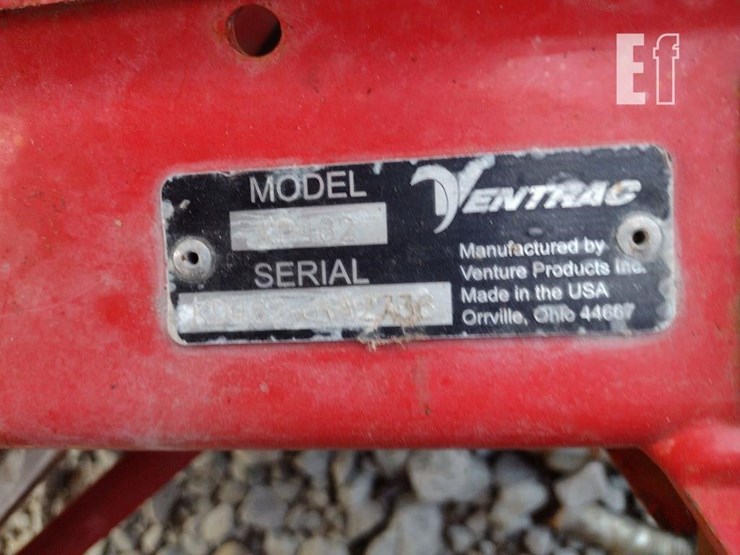 Ef
MODEL
VENTRAC
SERIAL
Manufactured by
Venture Products Inc.
Made in the USA
Orrville, Ohio 44667